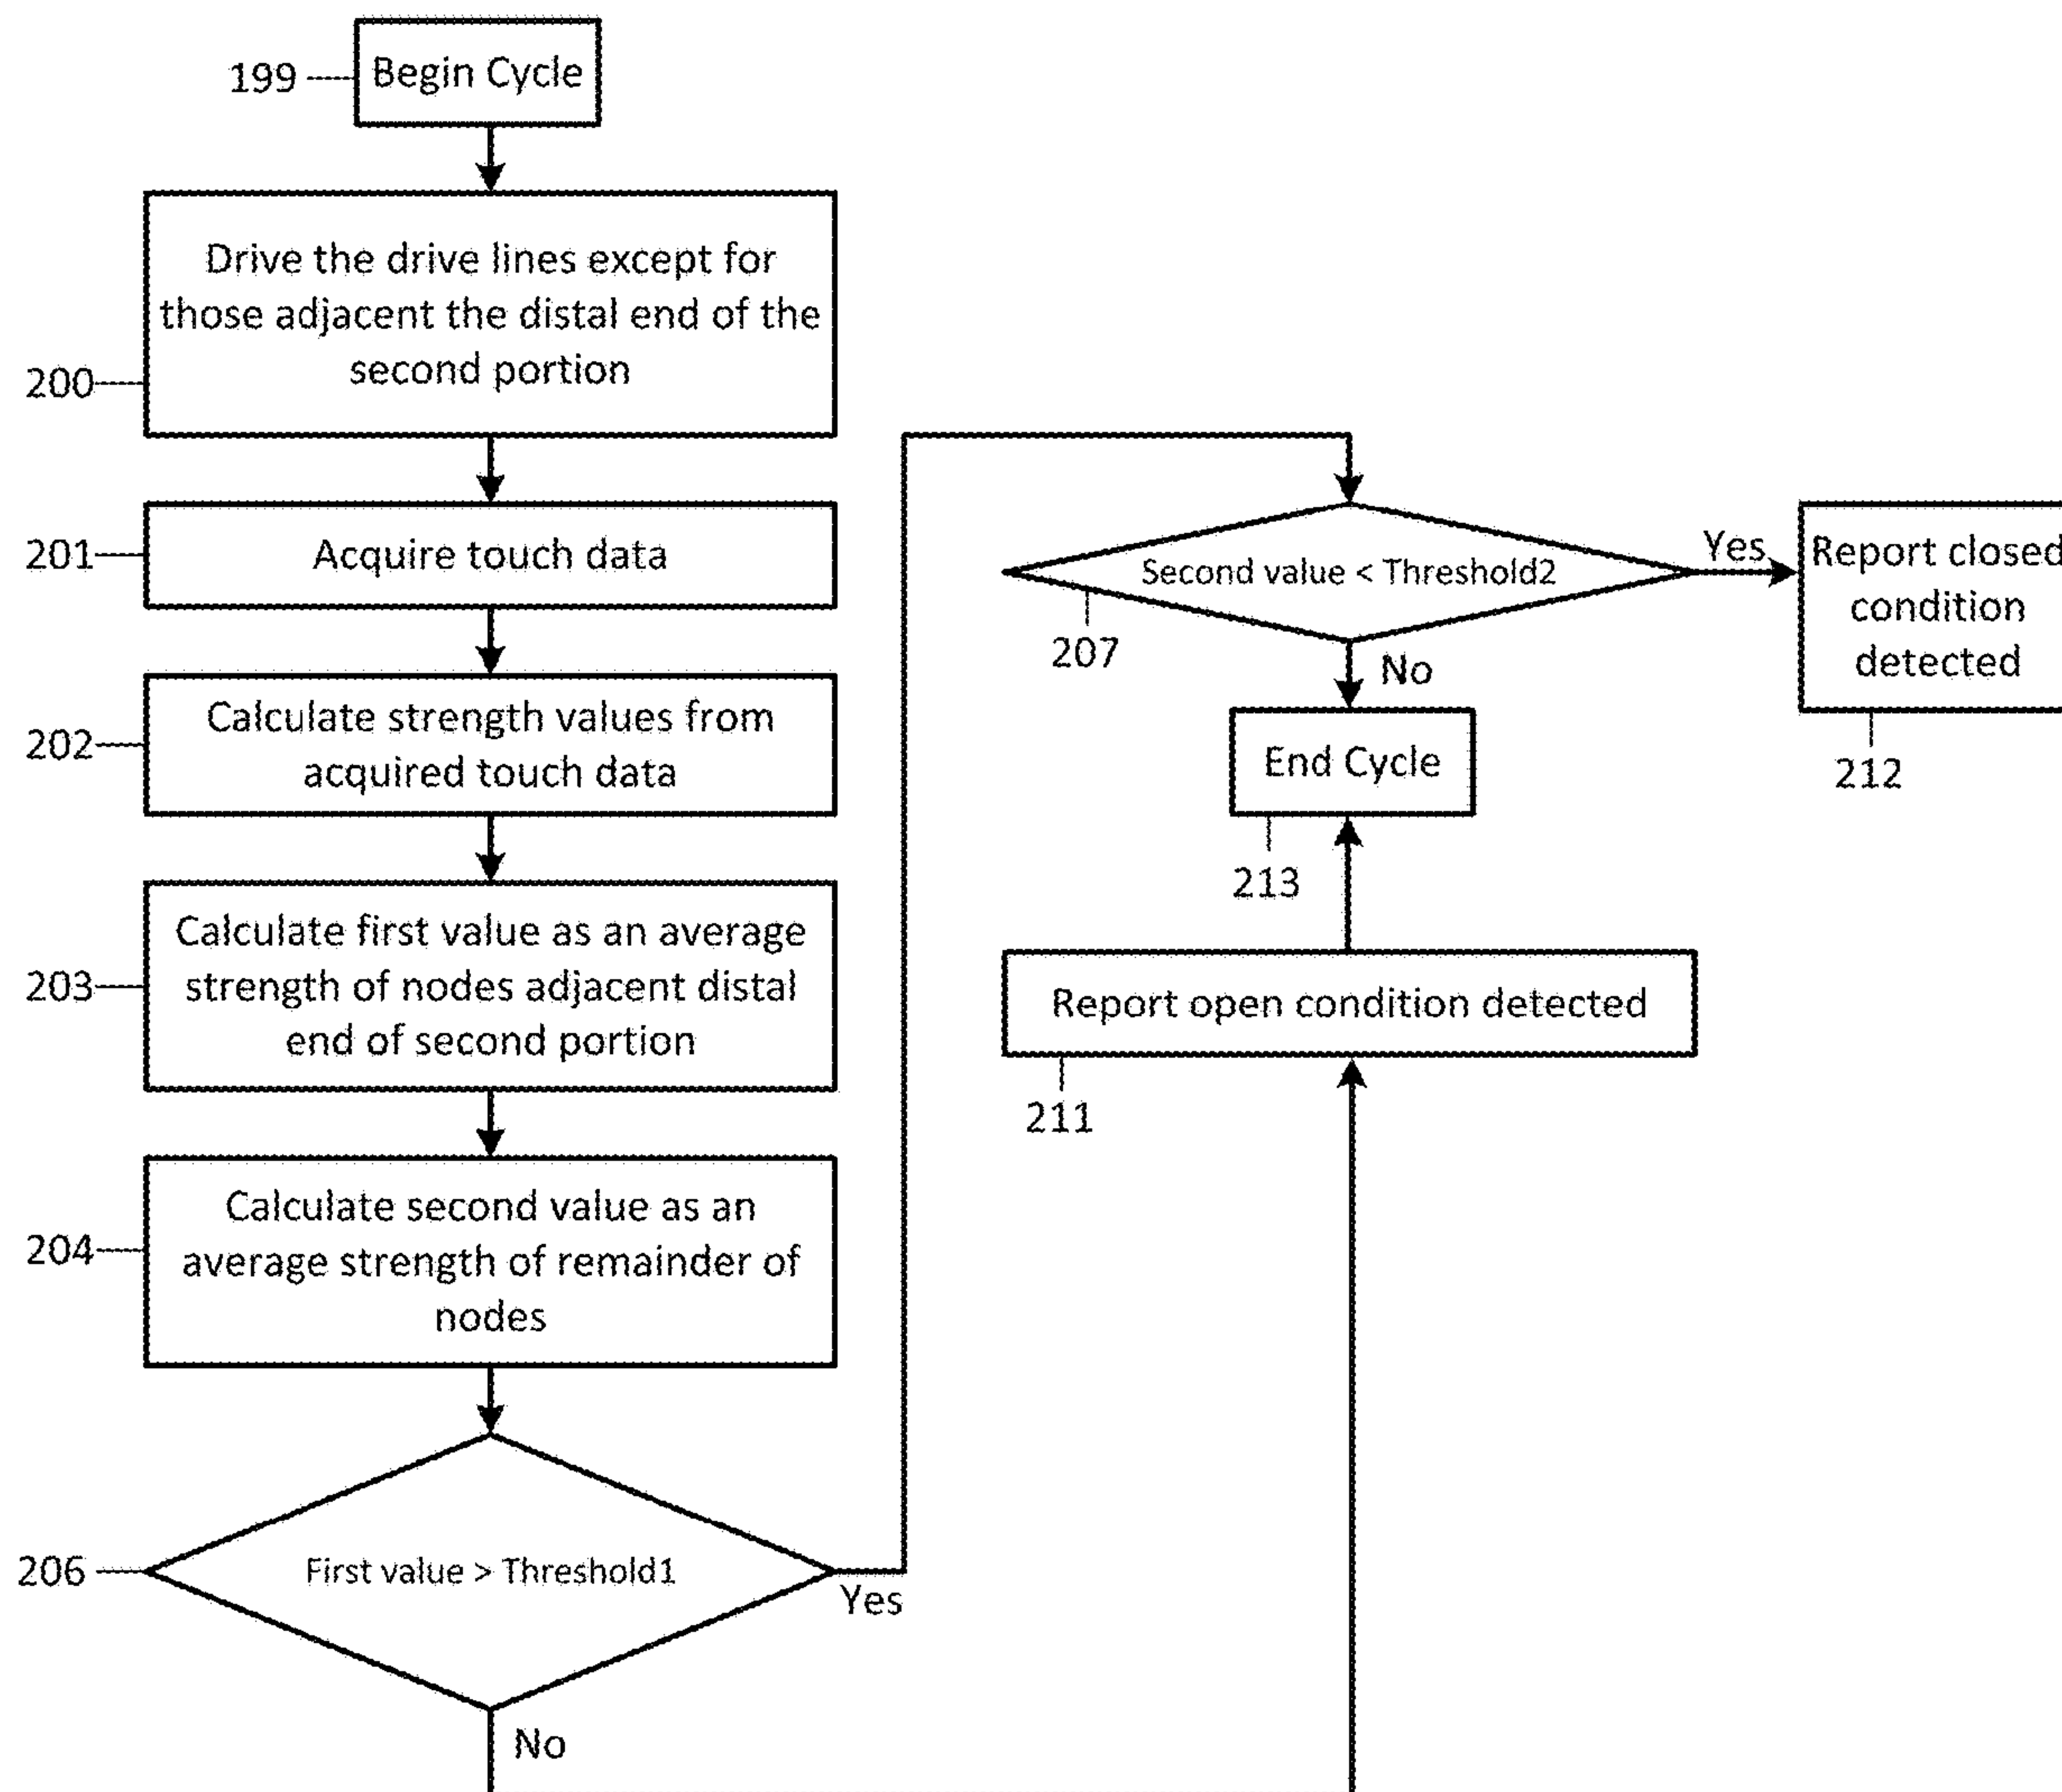 199
Begin Cycle
Drive the drive lines except for
those adjacent the distal end of the
second portion
200
201
Acquire touch data
Calculate strength values from
acquired touch data
202
Calculate first value as an average
strength of nodes adjacent distal
end of second portion
203
Calculate second value as an
average strength of remainder of
nodes
204
206
First value > Threshold1
Yes
No
Second value < Threshold2
207
Yes
No
Report closed
condition
detected
212
End Cycle
213
Report open condition detected
211